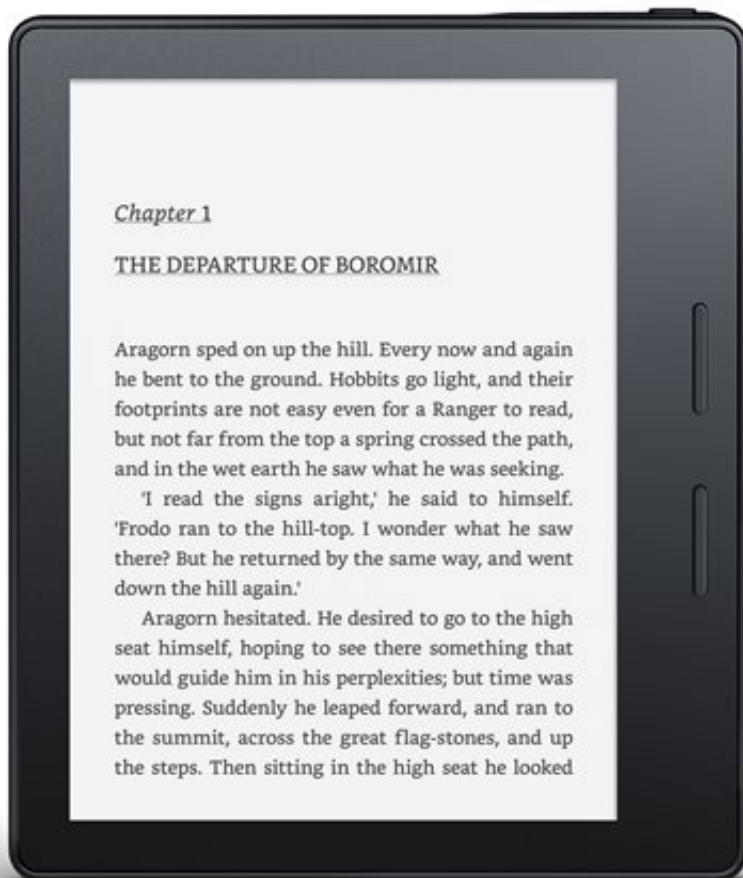 Chapter 1
THE DEPARTURE OF BOROMIR
Aragorn sped on up the hill. Every now and again
he bent to the ground. Hobbits go light, and their
footprints are not easy even for a Ranger to read,
but not far from the top a spring crossed the path,
and in the wet earth he saw what he was seeking.
'I read the signs aright,' he said to himself.
'Frodo ran to the hill-top. I wonder what he saw
there? But he returned by the same way, and went
down the hill again.'
Aragorn hesitated. He desired to go to the high
seat himself, hoping to see there something that
would guide him in his perplexities; but time was
pressing. Suddenly he leaped forward, and ran to
the summit, across the great flag-stones, and up
the steps. Then sitting in the high seat he looked